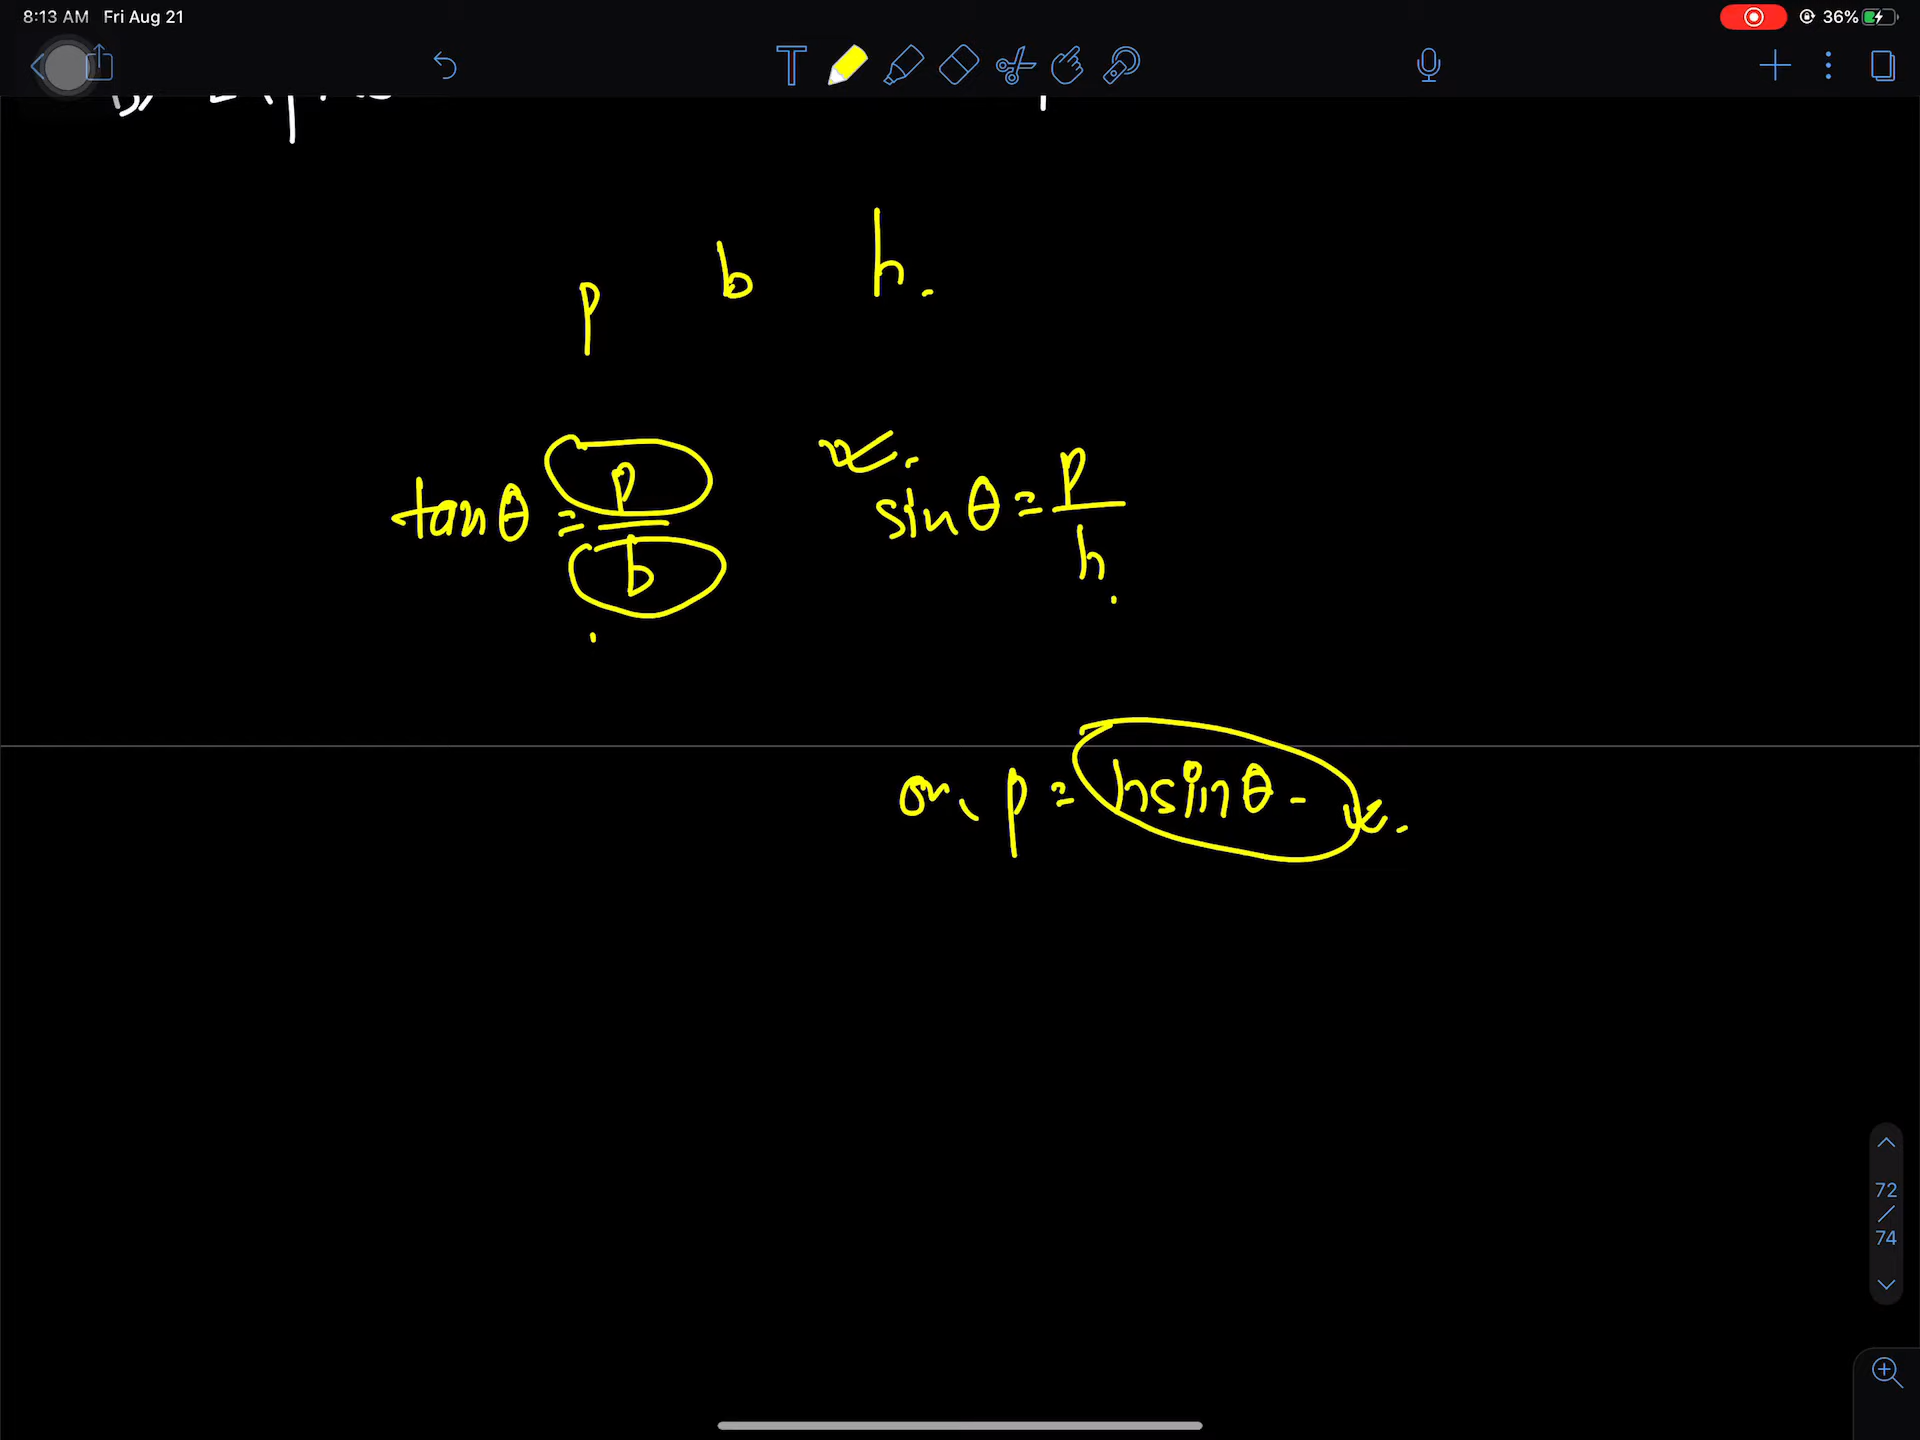 8:13 AM Fri Aug 21
36%
p b h.
tanθ = p/b sinθ = p/h
or, p = hsinθ -
72
/
74